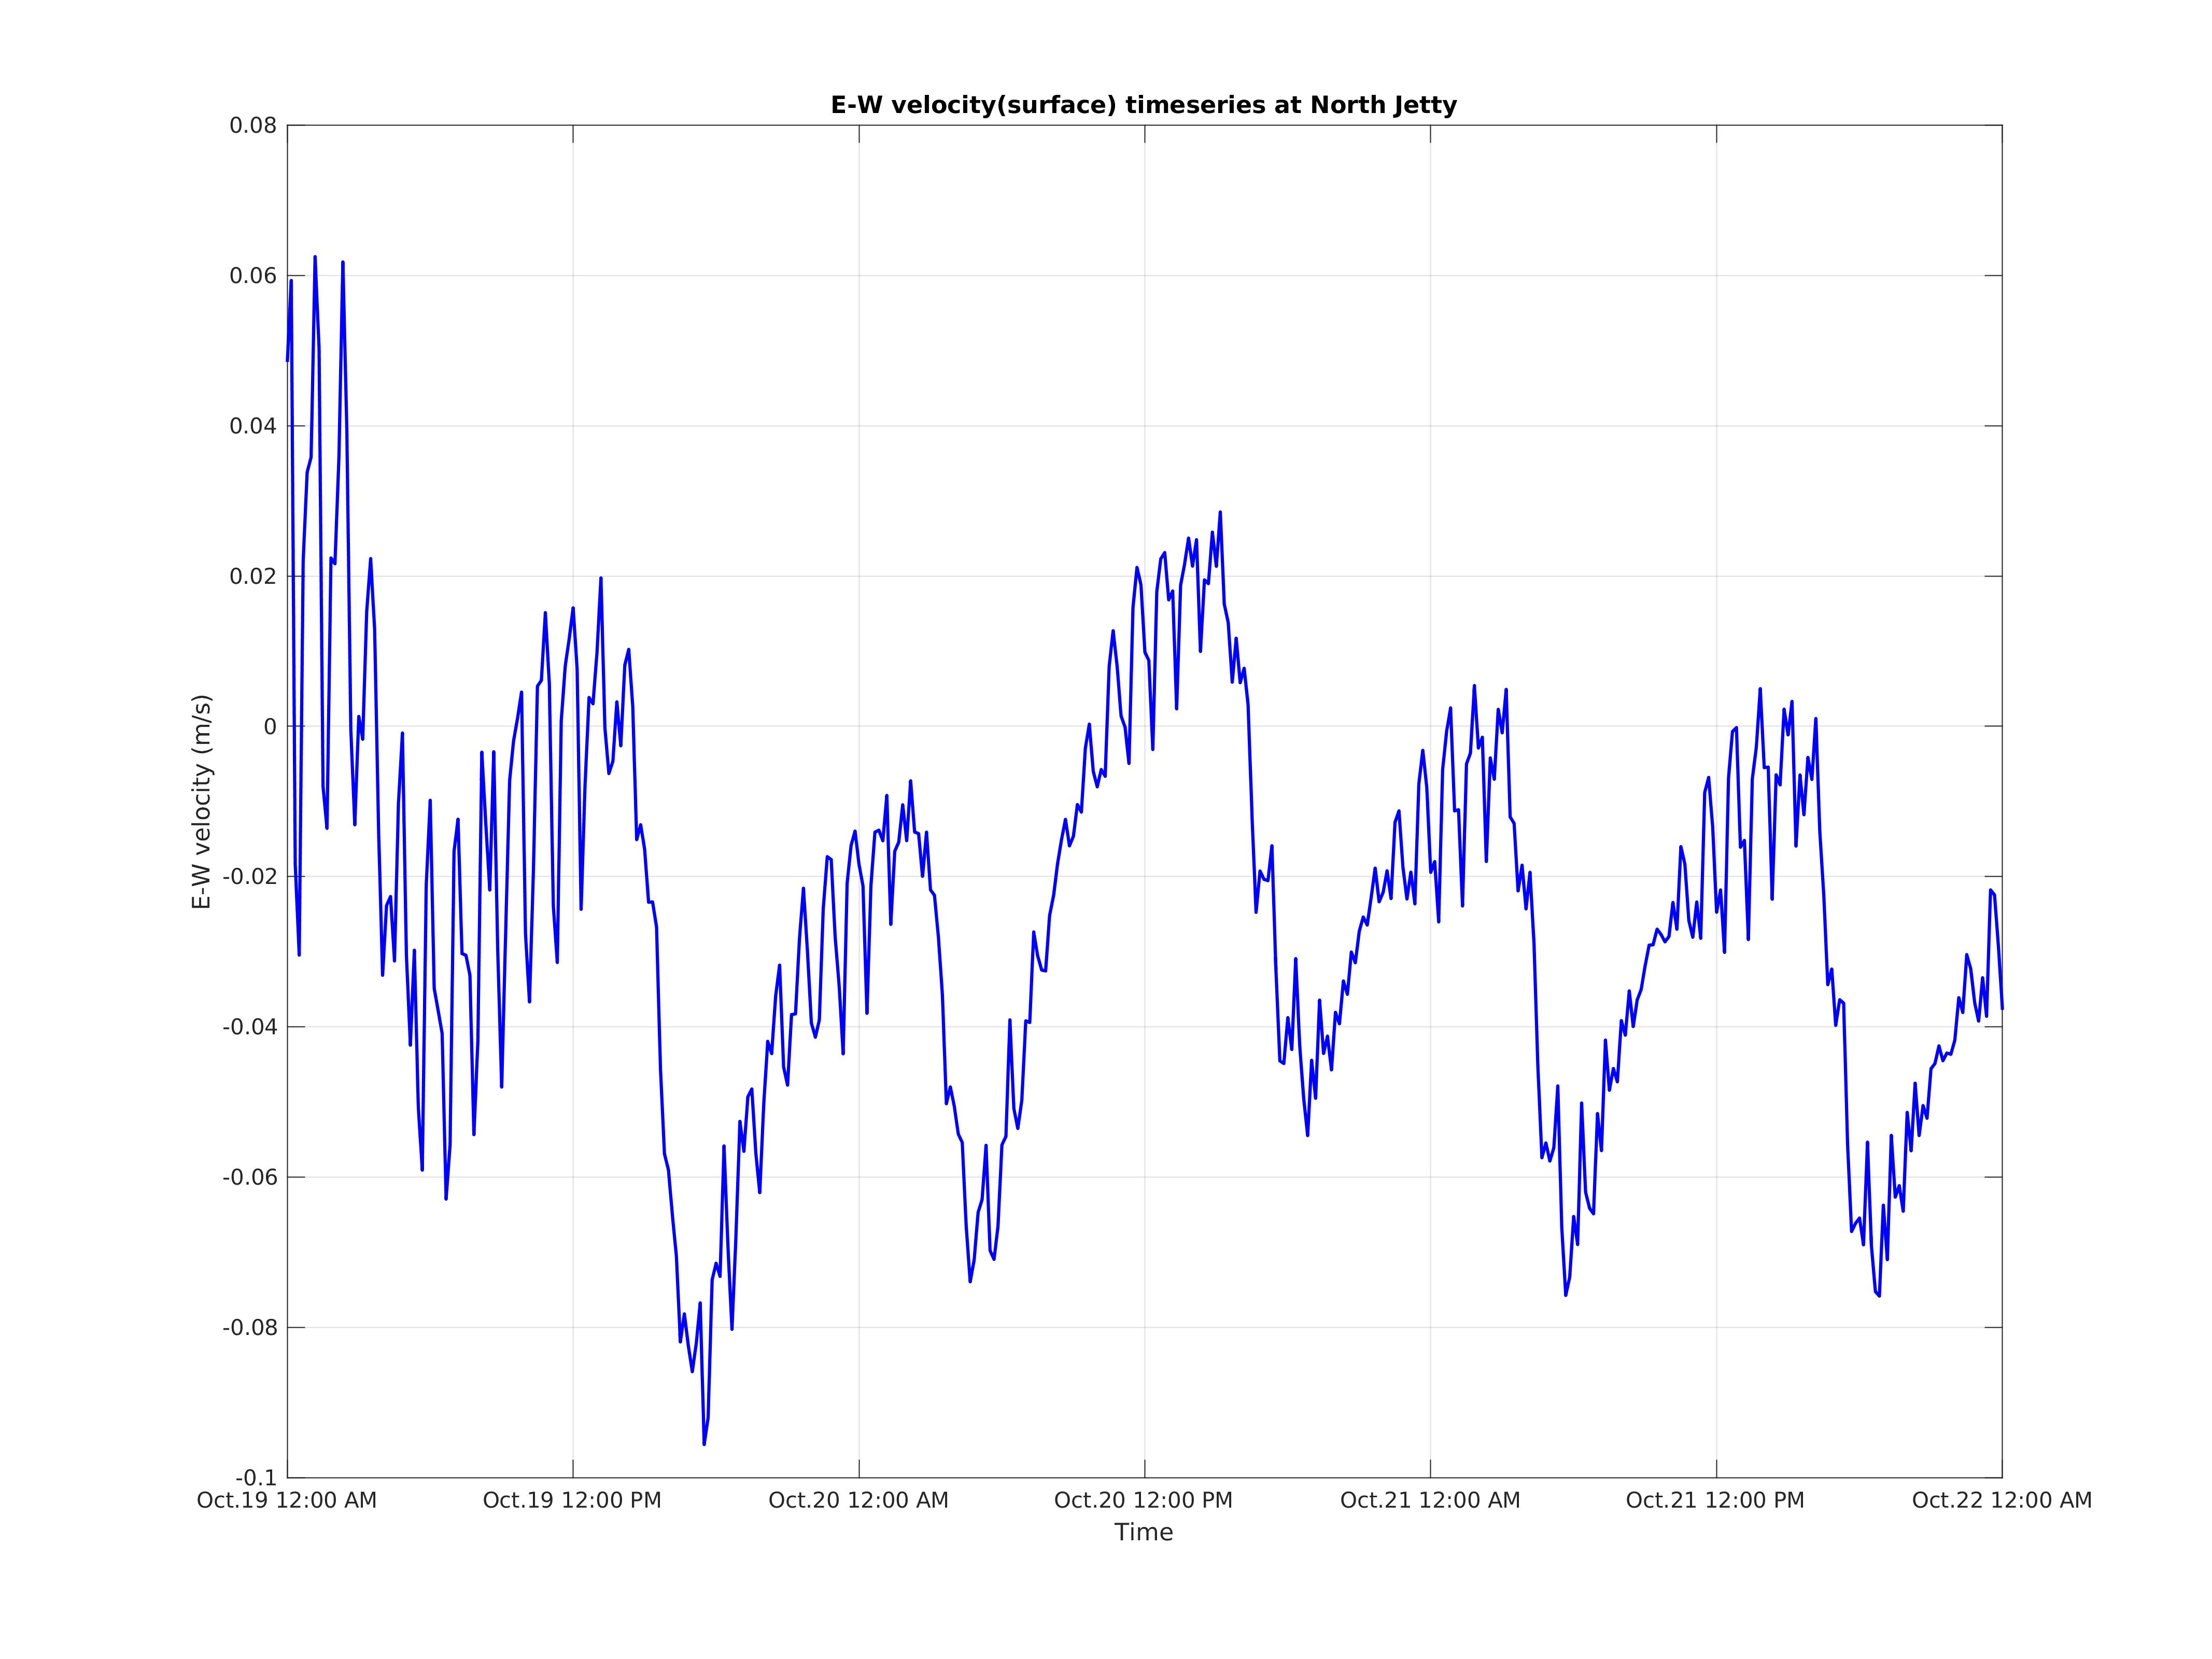 E-W velocity(surface) timeseries at North Jetty
0.08
0.06
0.04
0.02
0
-0.02
-0.04
-0.06
-0.08
-0.1
E-W velocity (m/s)
Oct.19 12:00 AM
Oct.19 12:00 PM
Oct.20 12:00 AM
Oct.20 12:00 PM
Oct.21 12:00 AM
Oct.21 12:00 PM
Oct.22 12:00 AM
Time